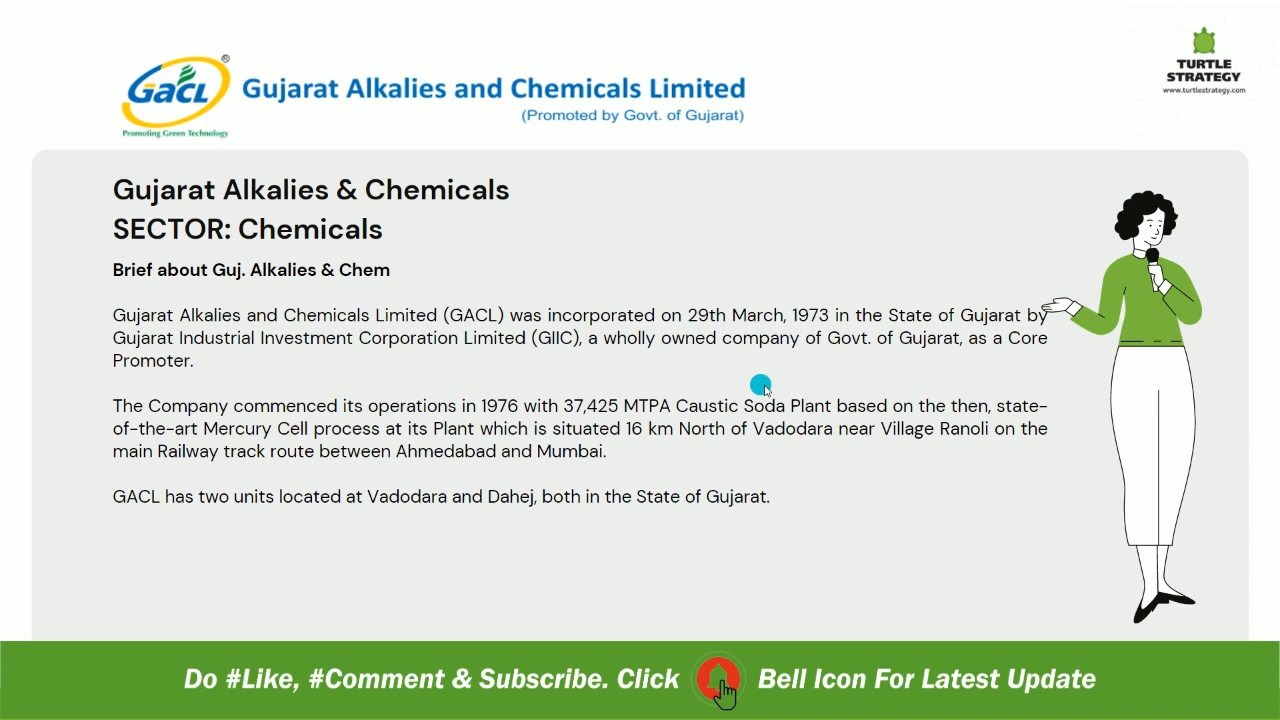 GACL
®
Promoting Green Technology
Gujarat Alkalies and Chemicals Limited
(Promoted by Govt. of Gujarat)
TURTLE
STRATEGY
www.turtlestrategy.com
Gujarat Alkalies & Chemicals
SECTOR: Chemicals
Brief about Guj. Alkalies & Chem
Gujarat Alkalies and Chemicals Limited (GACL) was incorporated on 29th March, 1973 in the State of Gujarat by
Gujarat Industrial Investment Corporation Limited (GIIC), a wholly owned company of Govt. of Gujarat, as a Core
Promoter.
The Company commenced its operations in 1976 with 37,425 MTPA Caustic Soda Plant based on the then, state-
of-the-art Mercury Cell process at its Plant which is situated 16 km North of Vadodara near Village Ranoli on the
main Railway track route between Ahmedabad and Mumbai.
GACL has two units located at Vadodara and Dahej, both in the State of Gujarat.
Do #Like, #Comment & Subscribe. Click Bell Icon For Latest Update